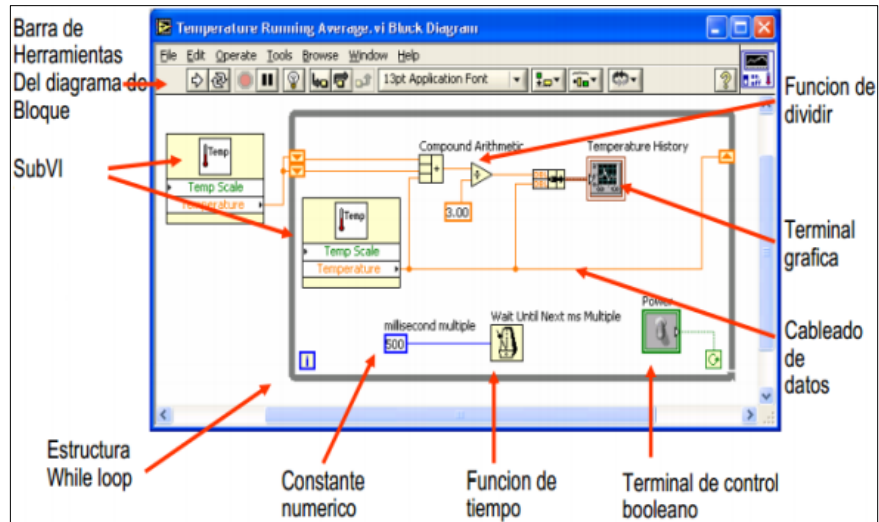 Barra de
Herramientas
Del diagrama de
Bloque
SubVI
Temperature Running Average.vi Block Diagram
File Edit Operate Tools Browse Window Help
13pt Application Font
Temp
Temp Scale
Temperature
Compound Arithmetic
Temperature History
3.00
Temp
Temp Scale
Temperature
millisecond multiple
500
Wait Until Next ms Multiple
Power
i
Funcion de
dividir
Terminal
grafica
Cableado
de
datos
Estructura
While loop
Constante
numerico
Funcion de
tiempo
Terminal de control
booleano